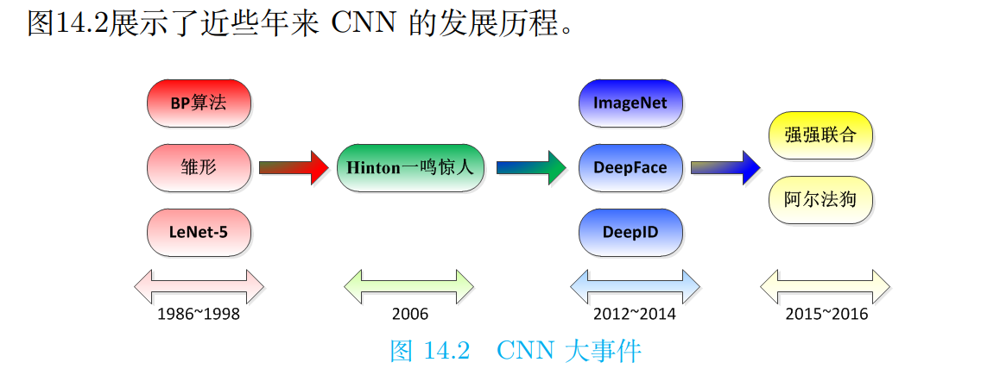 图14.2展示了近些年来 CNN 的发展历程。
BP算法
雏形
LeNet-5
Hinton一鸣惊人
ImageNet
DeepFace
DeepID
强强联合
阿尔法狗
1986~1998
2006
2012~2014
2015~2016
图 14.2 CNN 大事件